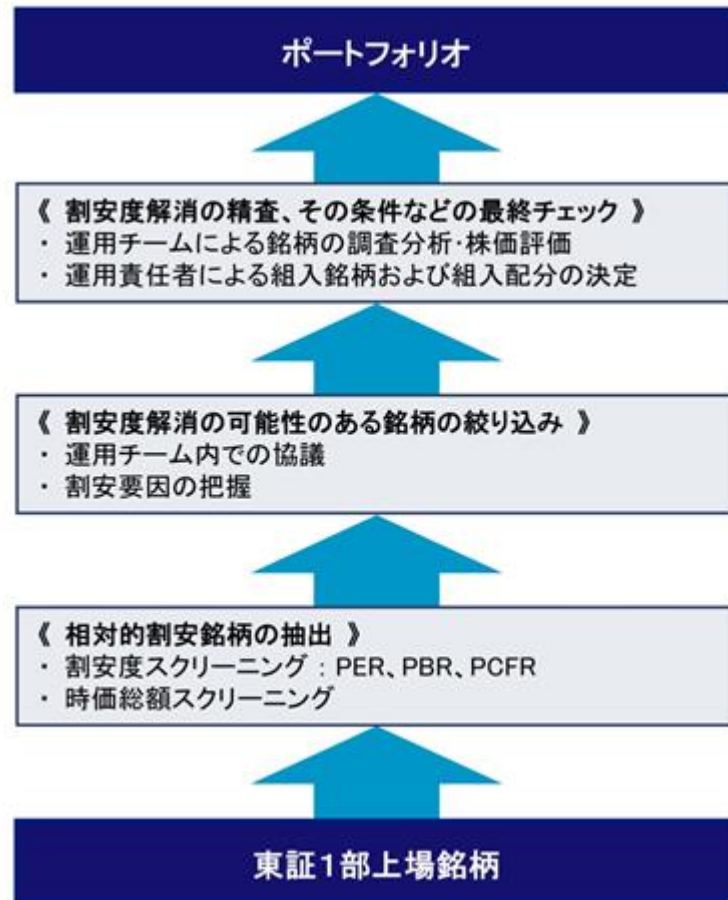 ポートフォリオ
《 割安度解消の精査、その条件などの最終チェック 》
・ 運用チームによる銘柄の調査分析・株価評価
・ 運用責任者による組入銘柄および組入配分の決定
《 割安度解消の可能性のある銘柄の絞り込み 》
・ 運用チーム内での協議
・ 割安要因の把握
《 相対的割安銘柄の抽出 》
・ 割安度スクリーニング : PER、PBR、PCFR
・ 時価総額スクリーニング
東証1部上場銘柄